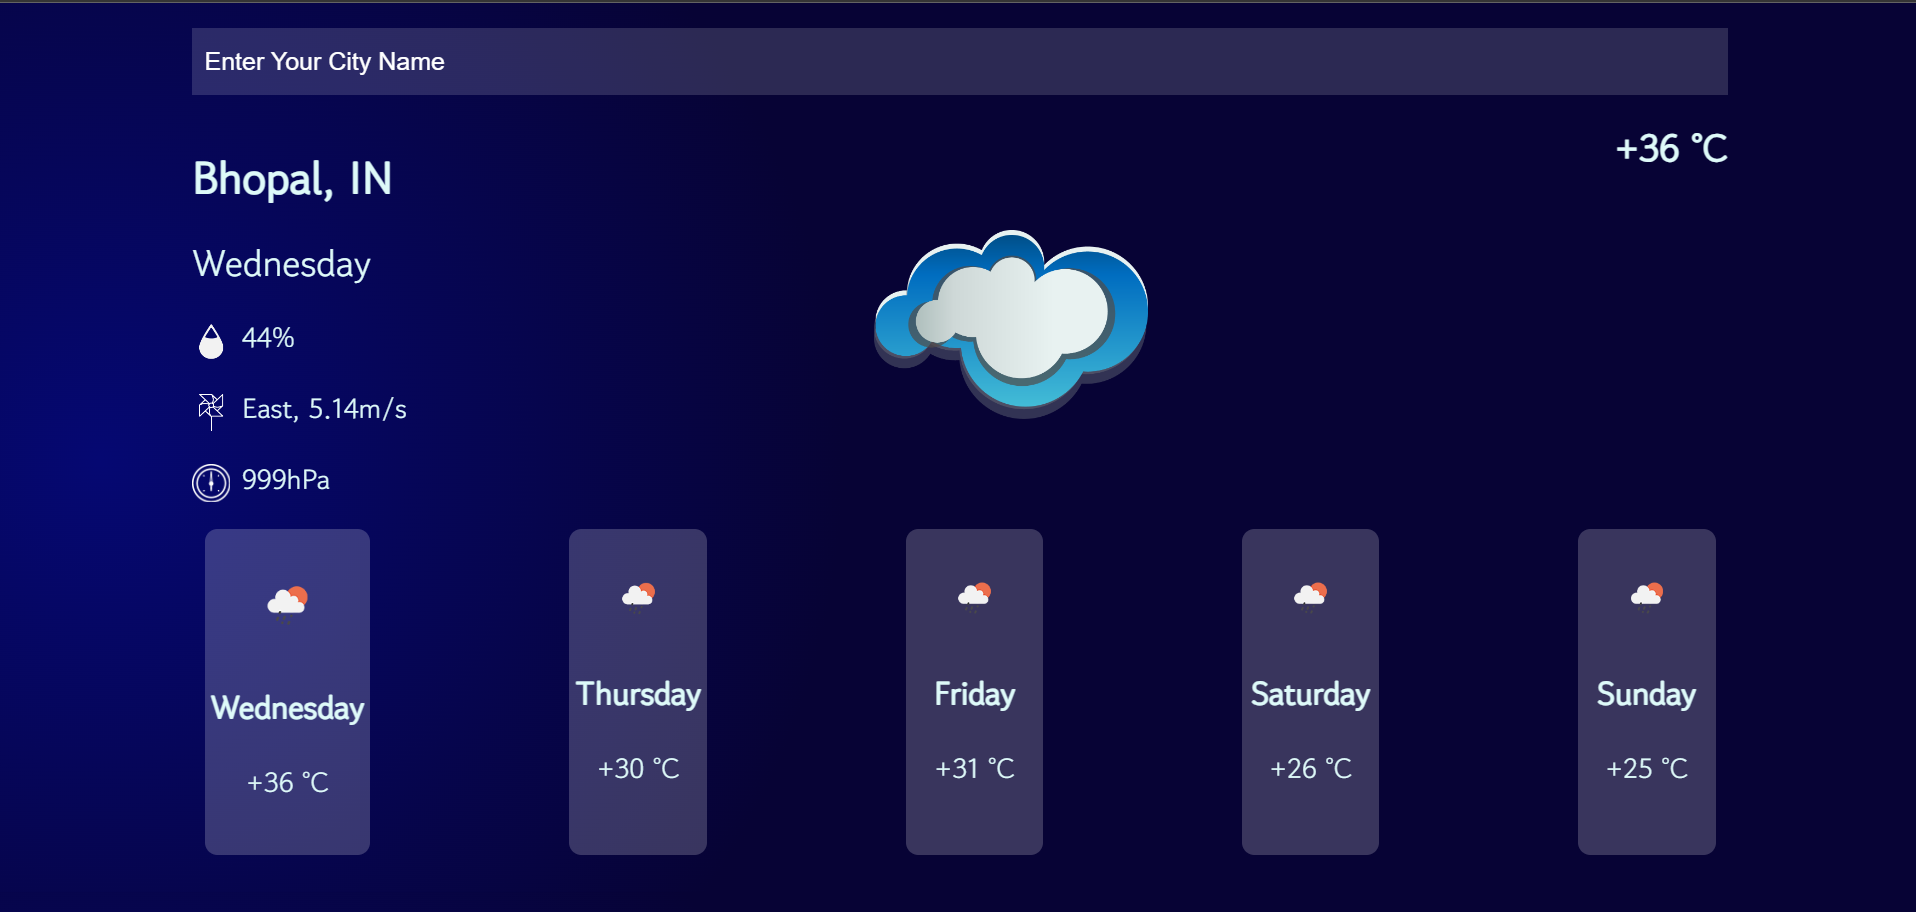 Enter Your City Name
+36 °C
Bhopal, IN
Wednesday
44%
East, 5.14m/s
999hPa
Wednesday
+36 °C
Thursday
+30 °C
Friday
+31 °C
Saturday
+26 °C
Sunday
+25 °C